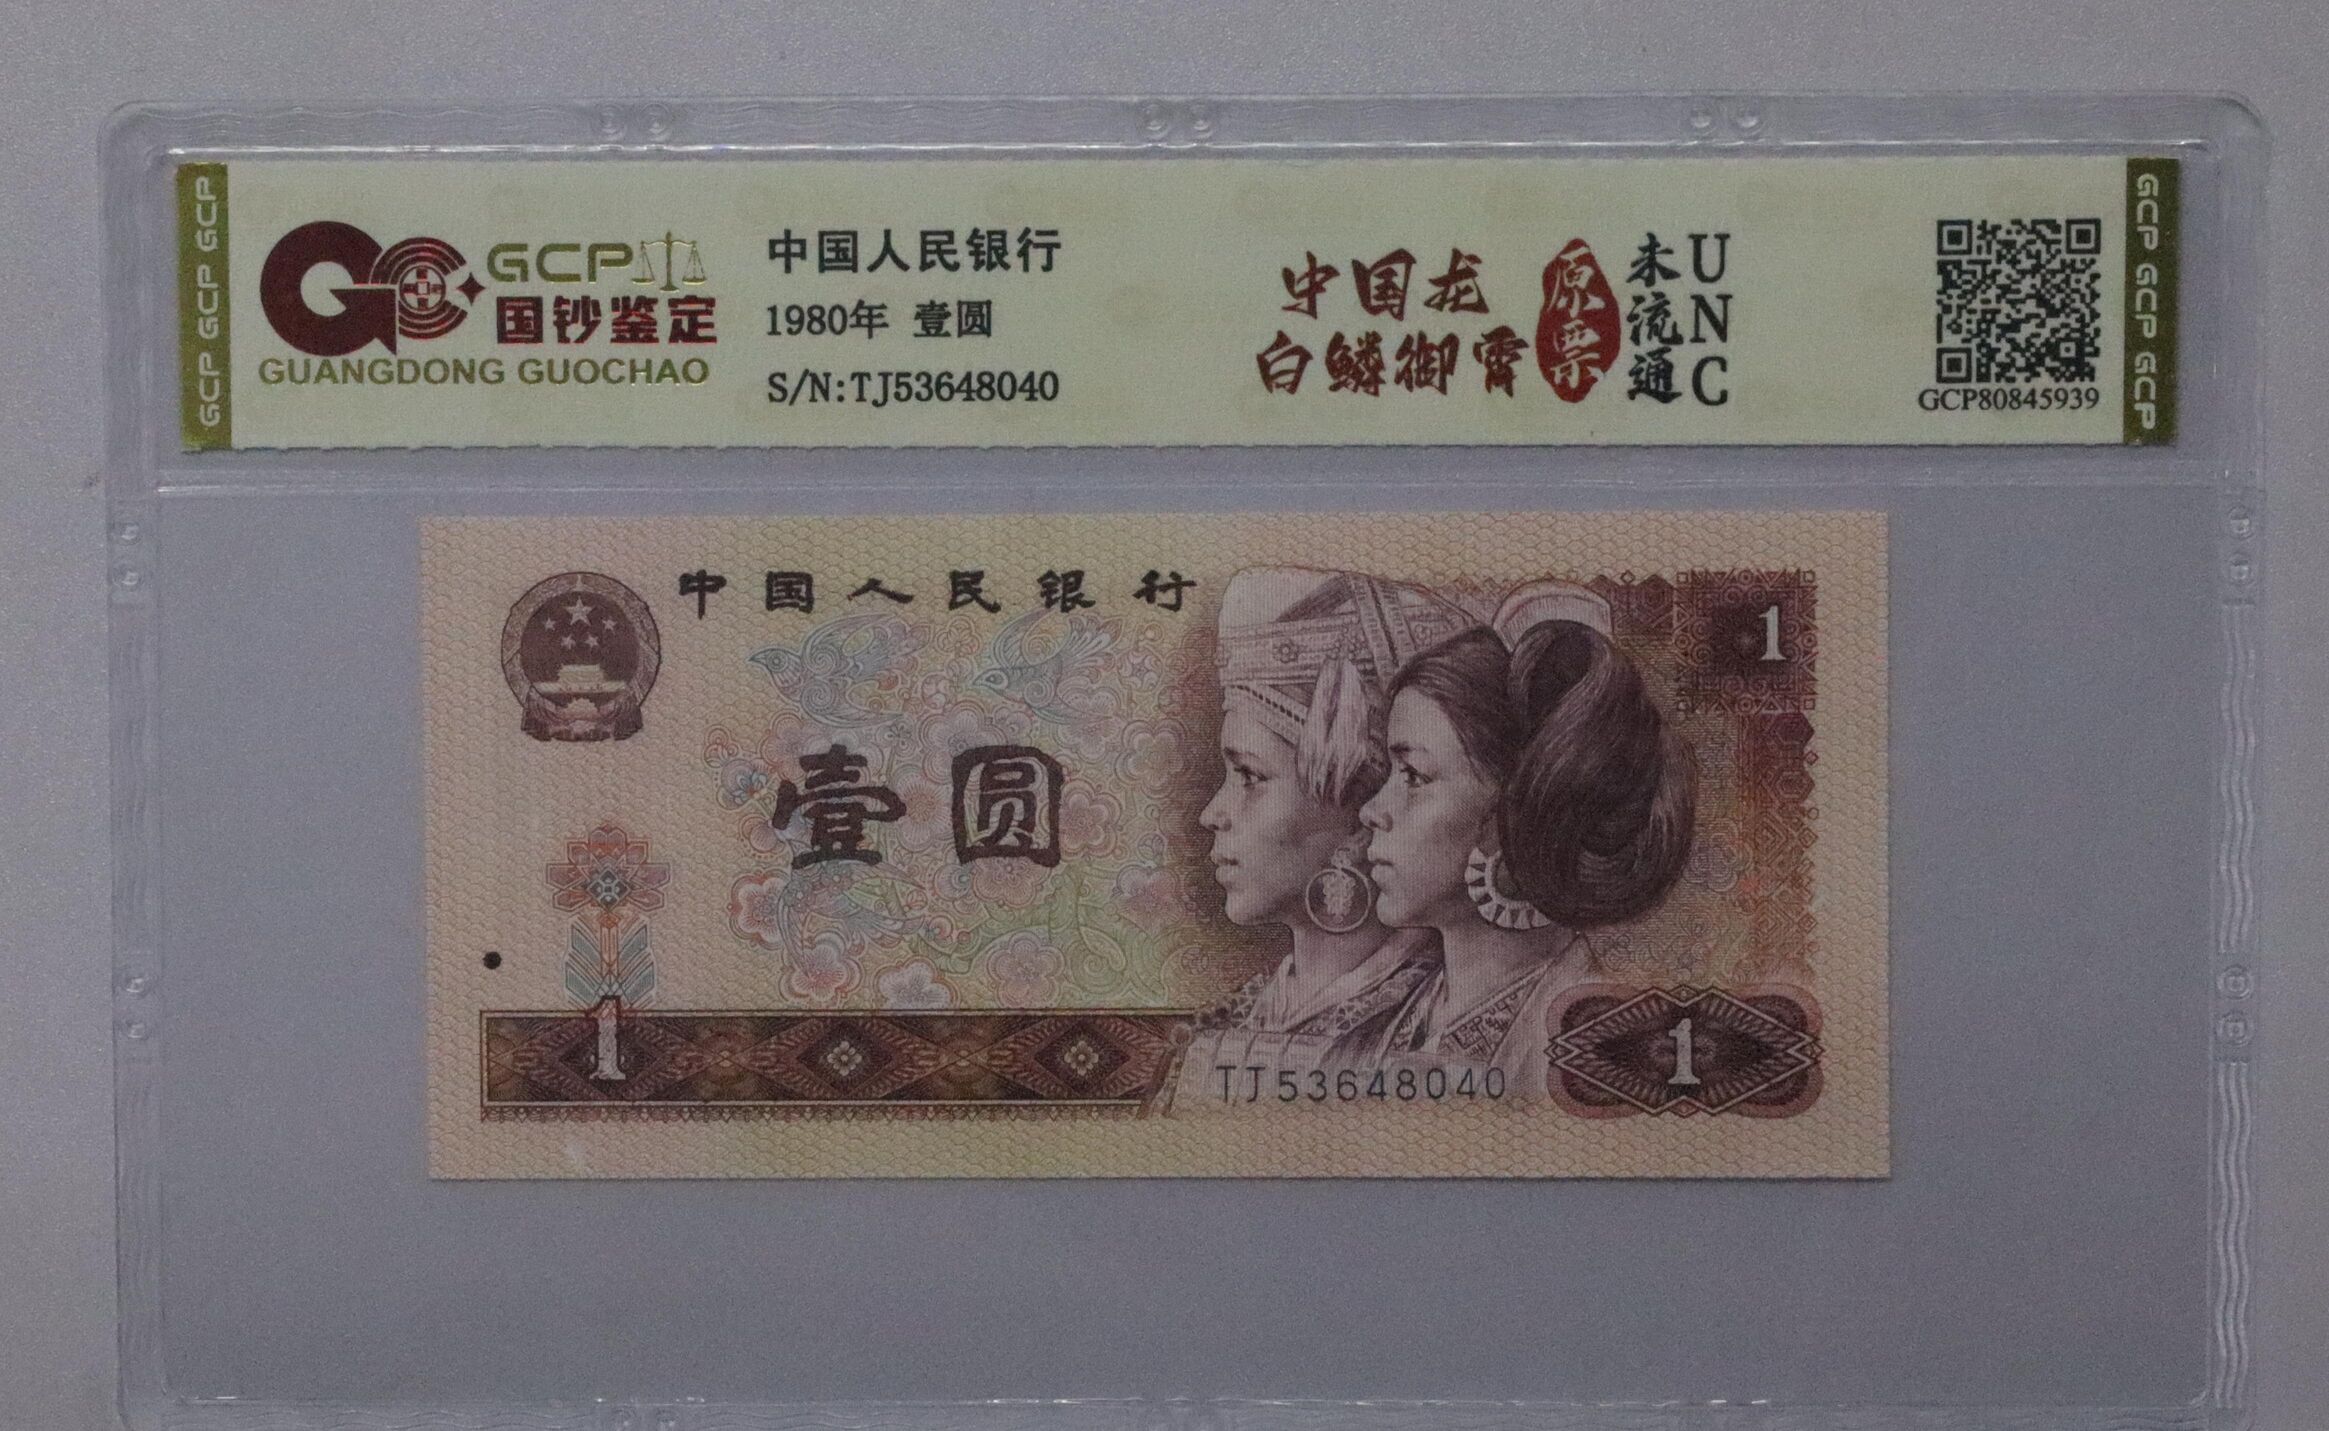 GCP GCP GCP
GCP
国钞鉴定
GUANGDONG GUOCHAO
中国人民银行
1980年 壹圆
S/N:TJ53648040
中国龙
白鳞御霄
原票
未流通
UNC
GCP80845939
GCP GCP GCP
中国人民银行
1
壹圆
1
TJ53648040
1